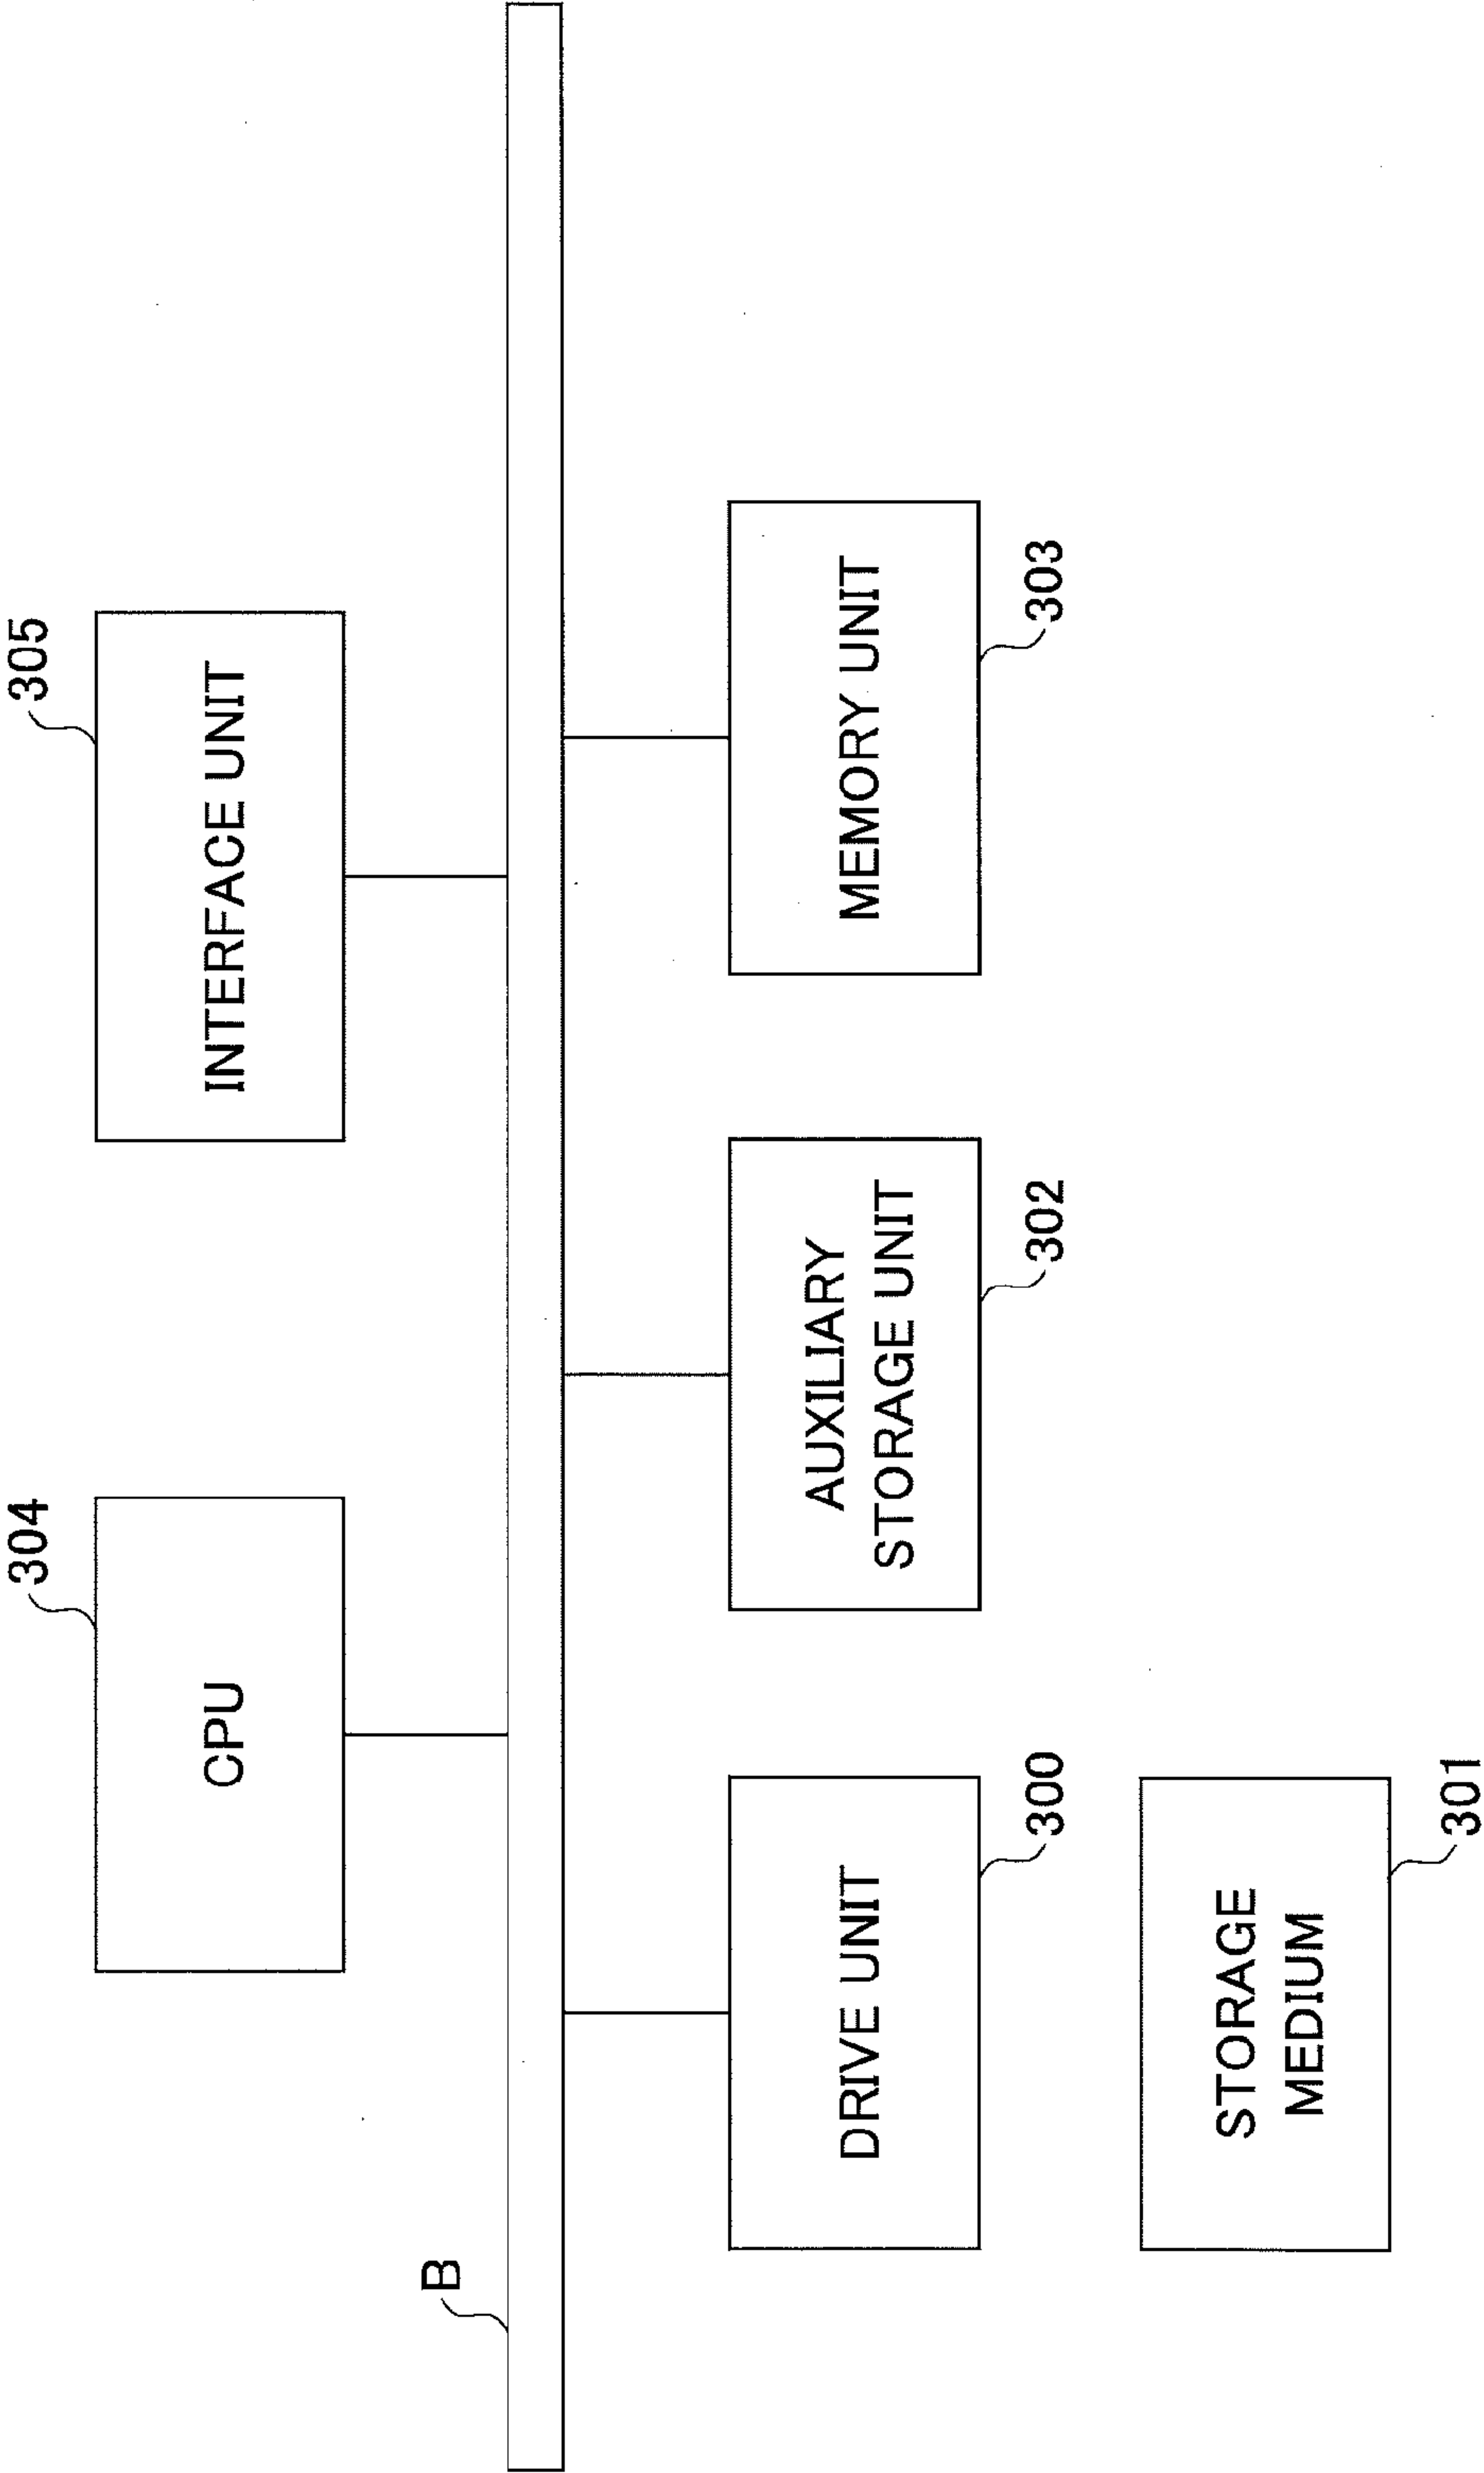 304
CPU
305
INTERFACE UNIT
B
DRIVE UNIT
300
AUXILIARY
STORAGE UNIT
302
MEMORY UNIT
303
STORAGE
MEDIUM
301